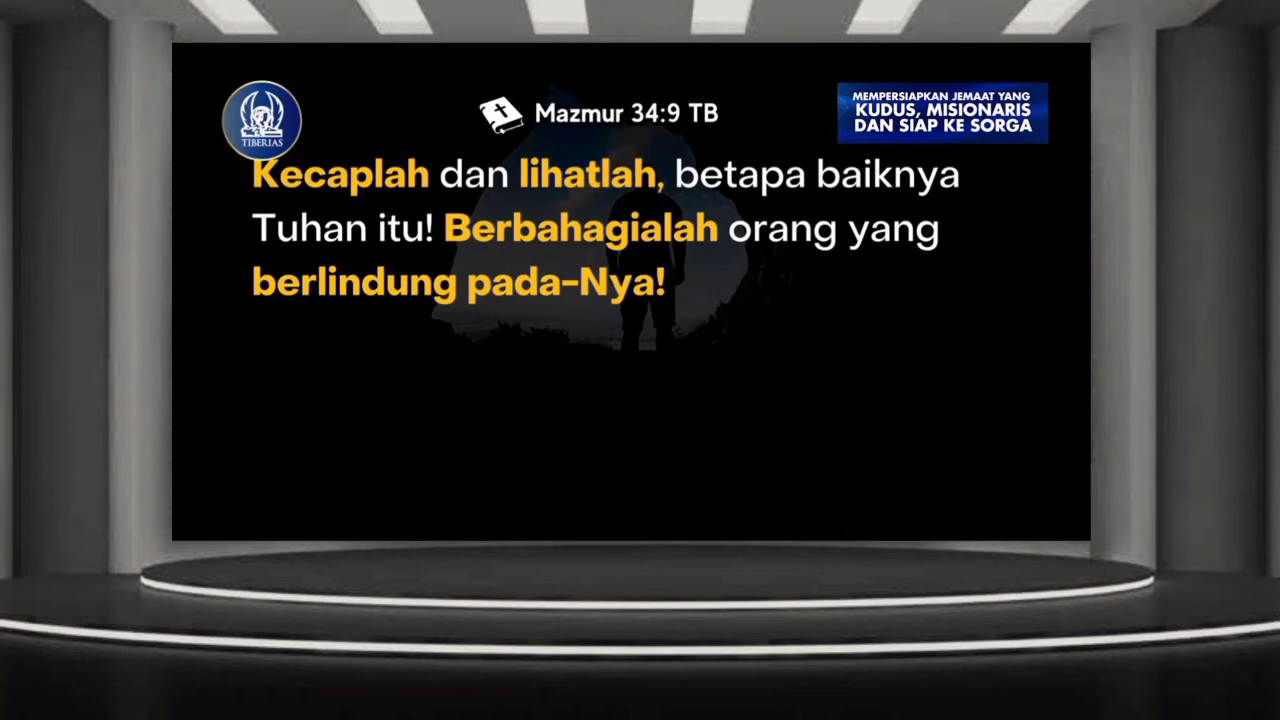 TIBERIAS
Mazmur 34:9 TB
MEMPERSIAPKAN JEMAAT YANG
KUDUS, MISIONARIS
DAN SIAP KE SORGA
Kecaplah dan lihatlah, betapa baiknya
Tuhan itu! Berbahagialah orang yang
berlindung pada-Nya!